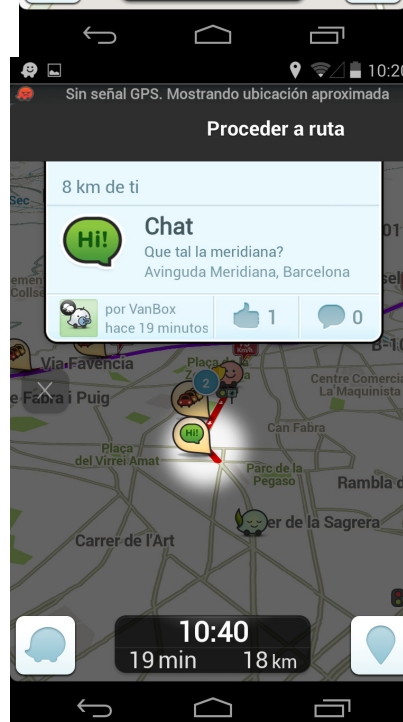 10:20
Sin señal GPS. Mostrando ubicación aproximada
Proceder a ruta
8 km de ti
Hi!
Chat
Que tal la meridiana?
Avinguda Meridiana, Barcelona
por VanBox
hace 19 minutos
1
0
Via Favència
Km/h
B-10
2
Centre Comercia
La Maquinista
e Fabra i Puig
Hi!
Can Fabra
Plaça
del Virrei Amat
Parc de la
Pegaso
Rambla d
er de la Sagrera
Carrer de l'Art
10:40
19 min
18 km